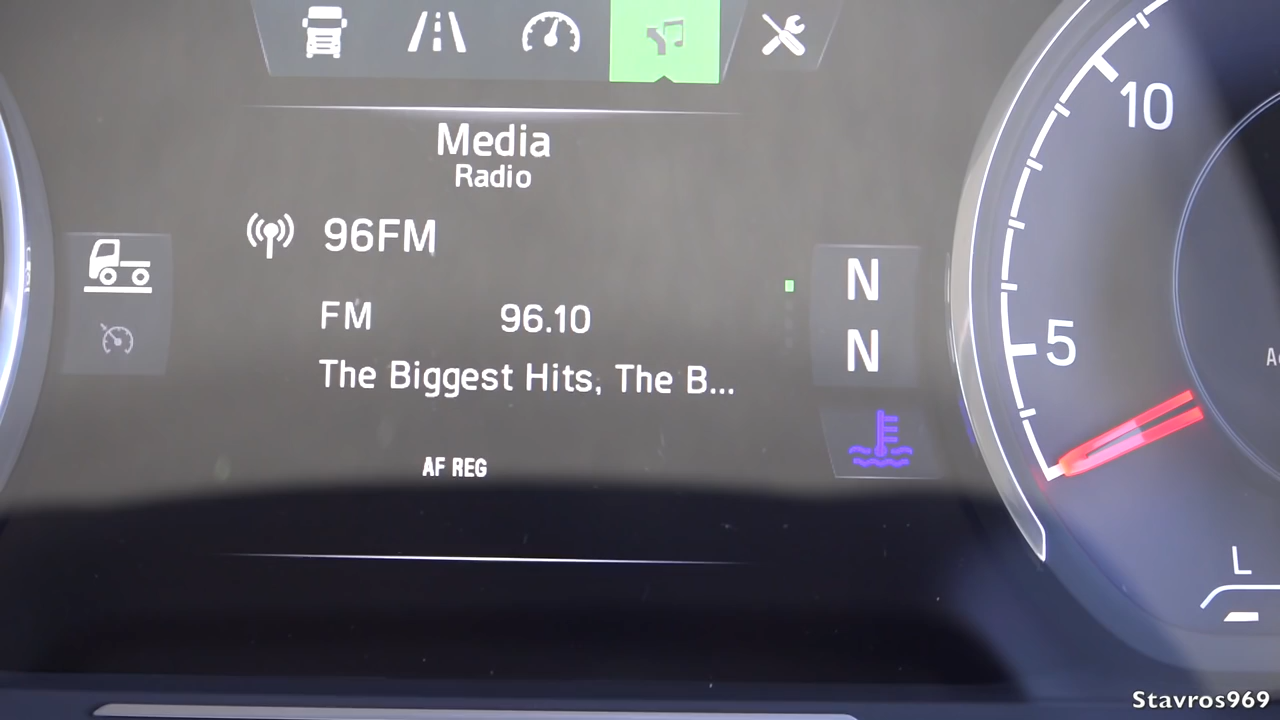 10
Media
Radio
96FM
N
FM 96.10
N
5
The Biggest Hits, The B...
AF REG
L
Stavros969